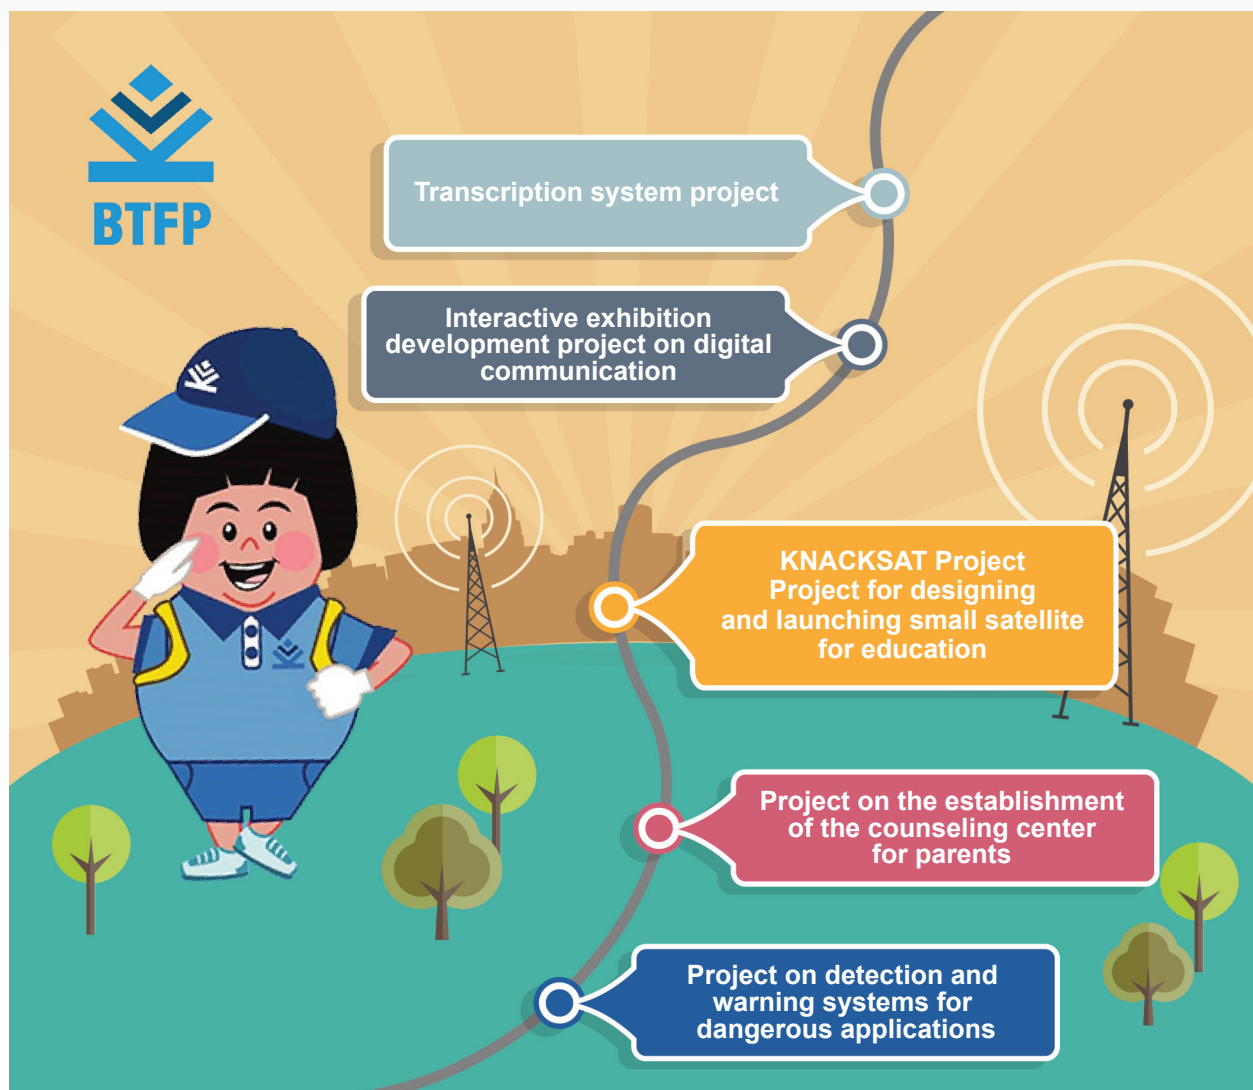 BTFP
Transcription system project
Interactive exhibition
development project on digital
communication
KNACKSAT Project
Project for designing
and launching small satellite
for education
Project on the establishment
of the counseling center
for parents
Project on detection and
warning systems for
dangerous applications